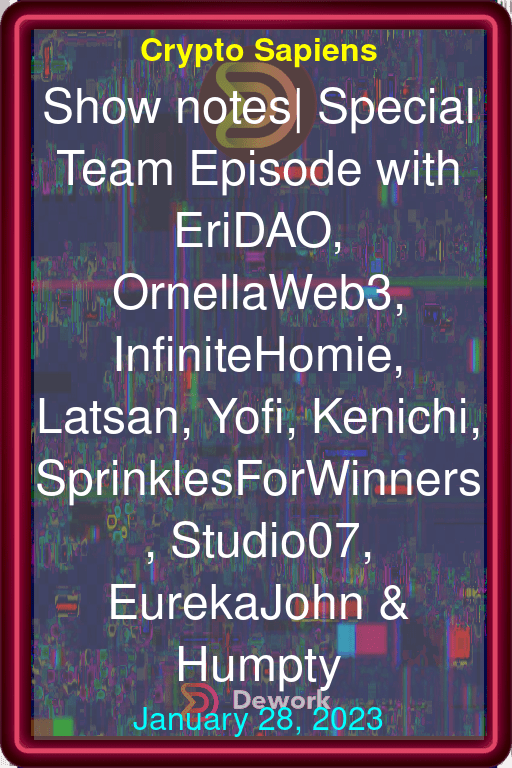 Crypto Sapiens
Show notes| Special
Team Episode with
EriDAO,
OrnellaWeb3,
InfiniteHomie,
Latsan, Yofi, Kenichi,
SprinklesForWinners
, Studio07,
EurekaJohn &
Humpty
Dework
January 28, 2023